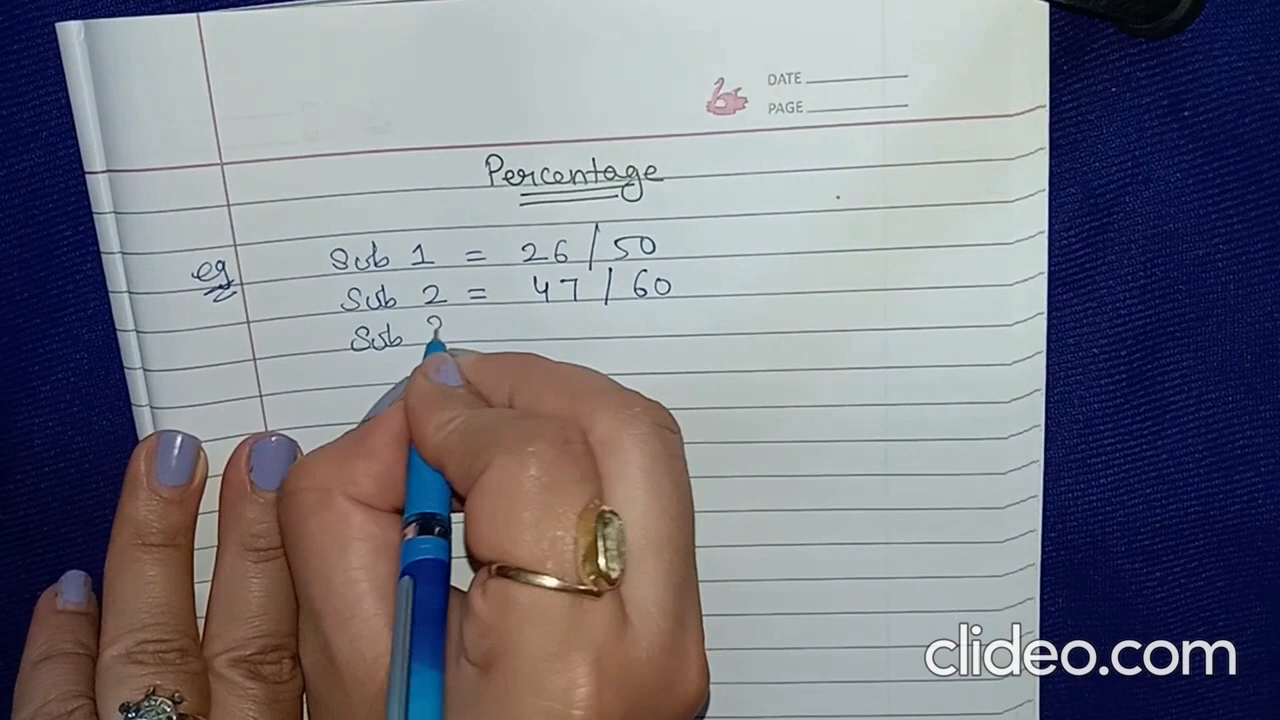 DATE
PAGE
Percentage
eg Sub 1 = 26/50
Sub 2 = 47/60
Sub
clideo.com